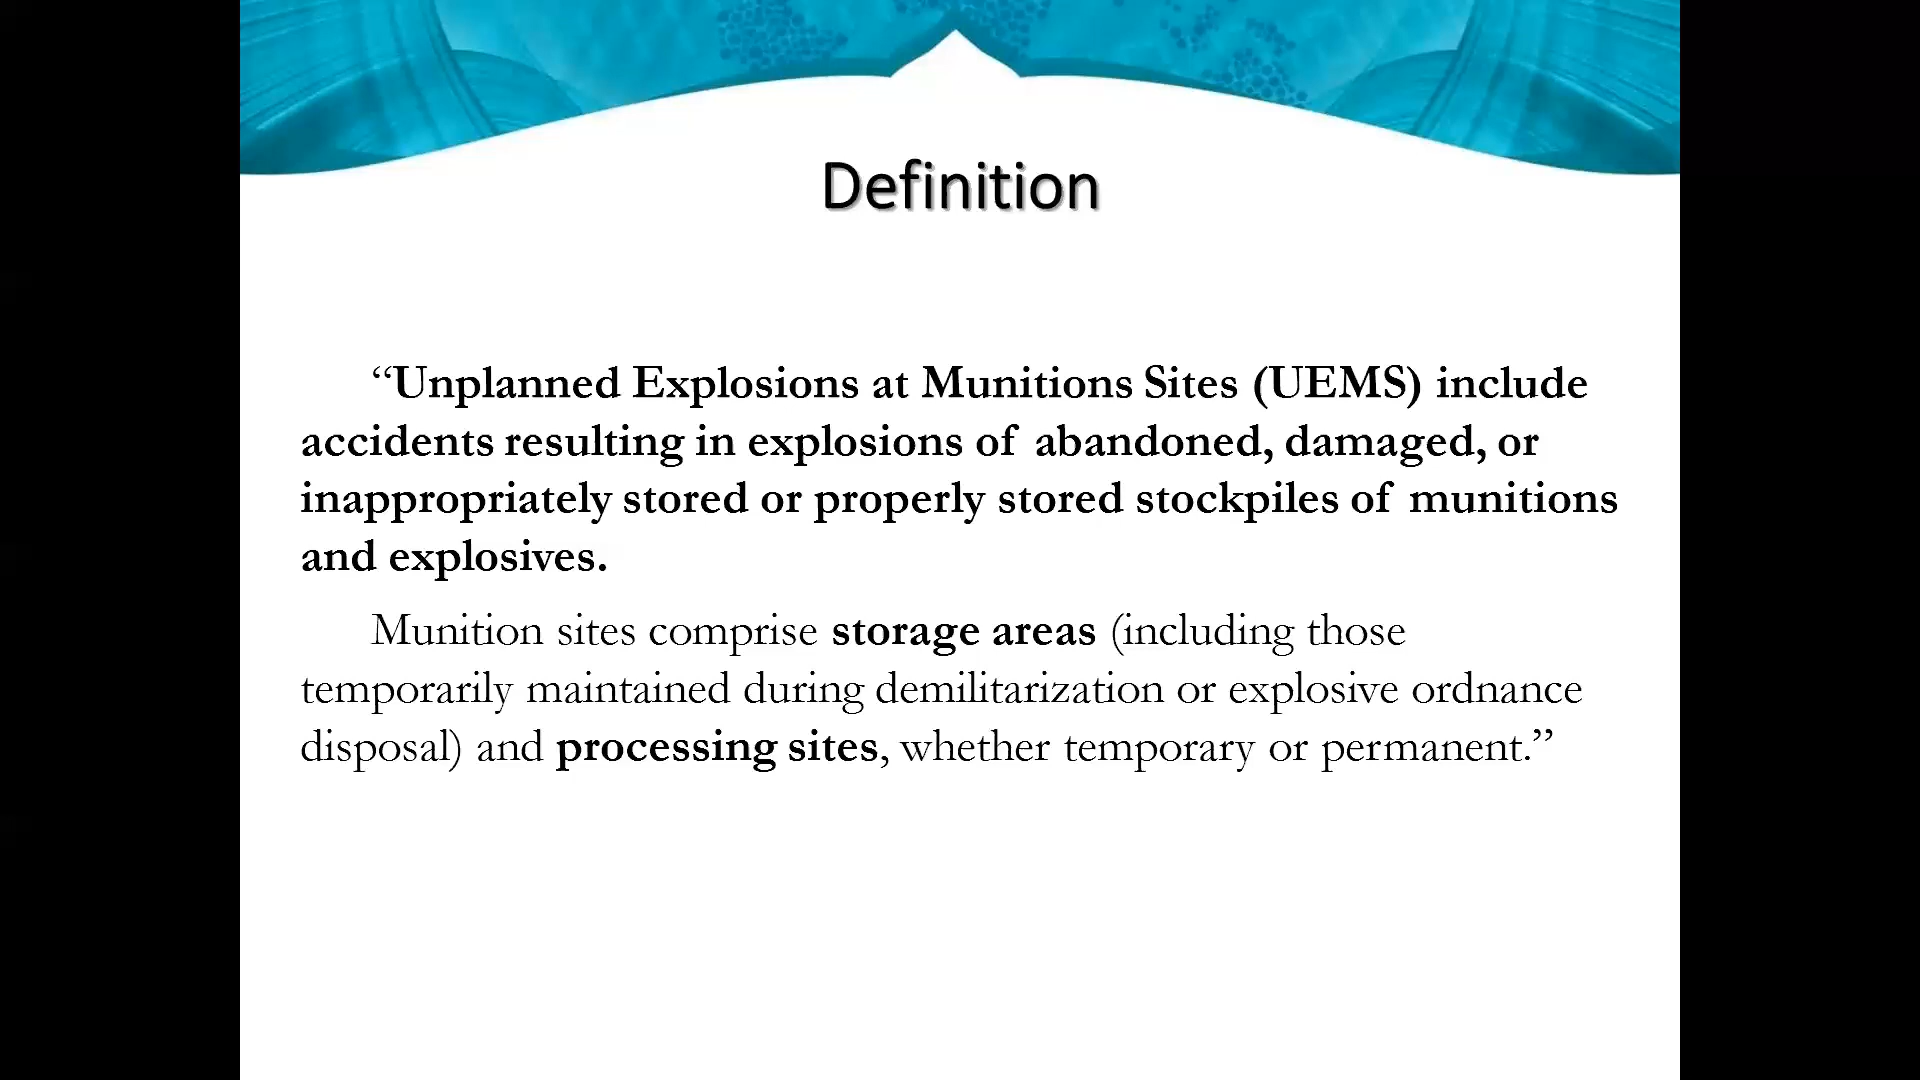 Definition
“Unplanned Explosions at Munitions Sites (UEMS) include
accidents resulting in explosions of abandoned, damaged, or
inappropriately stored or properly stored stockpiles of munitions
and explosives.
Munition sites comprise storage areas (including those
temporarily maintained during demilitarization or explosive ordnance
disposal) and processing sites, whether temporary or permanent.”